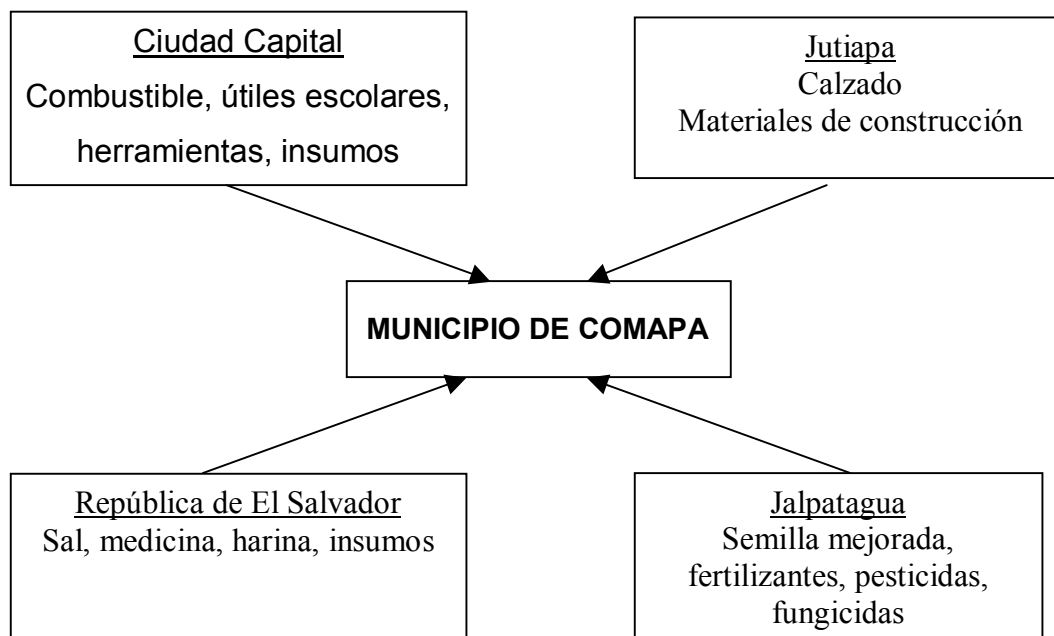 Ciudad Capital
Combustible, útiles escolares,
herramientas, insumos
Jutiapa
Calzado
Materiales de construcción
MUNICIPIO DE COMAPA
República de El Salvador
Sal, medicina, harina, insumos
Jalpatagua
Semilla mejorada,
fertilizantes, pesticidas,
fungicidas